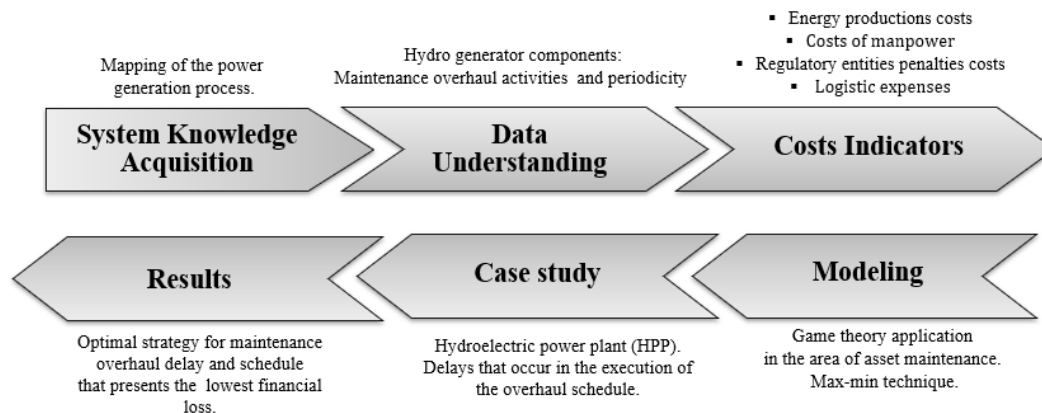 Mapping of the power
generation process.
System Knowledge
Acquisition
Hydro generator components:
Maintenance overhaul activities and periodicity
Data
Understanding
▪ Energy productions costs
▪ Costs of manpower
▪ Regulatory entities penalties costs
▪ Logistic expenses
Costs Indicators
Modeling
Game theory application
in the area of asset maintenance.
Max-min technique.
Case study
Hydroelectric power plant (HPP).
Delays that occur in the execution of
the overhaul schedule.
Results
Optimal strategy for maintenance
overhaul delay and schedule
that presents the lowest financial
loss.